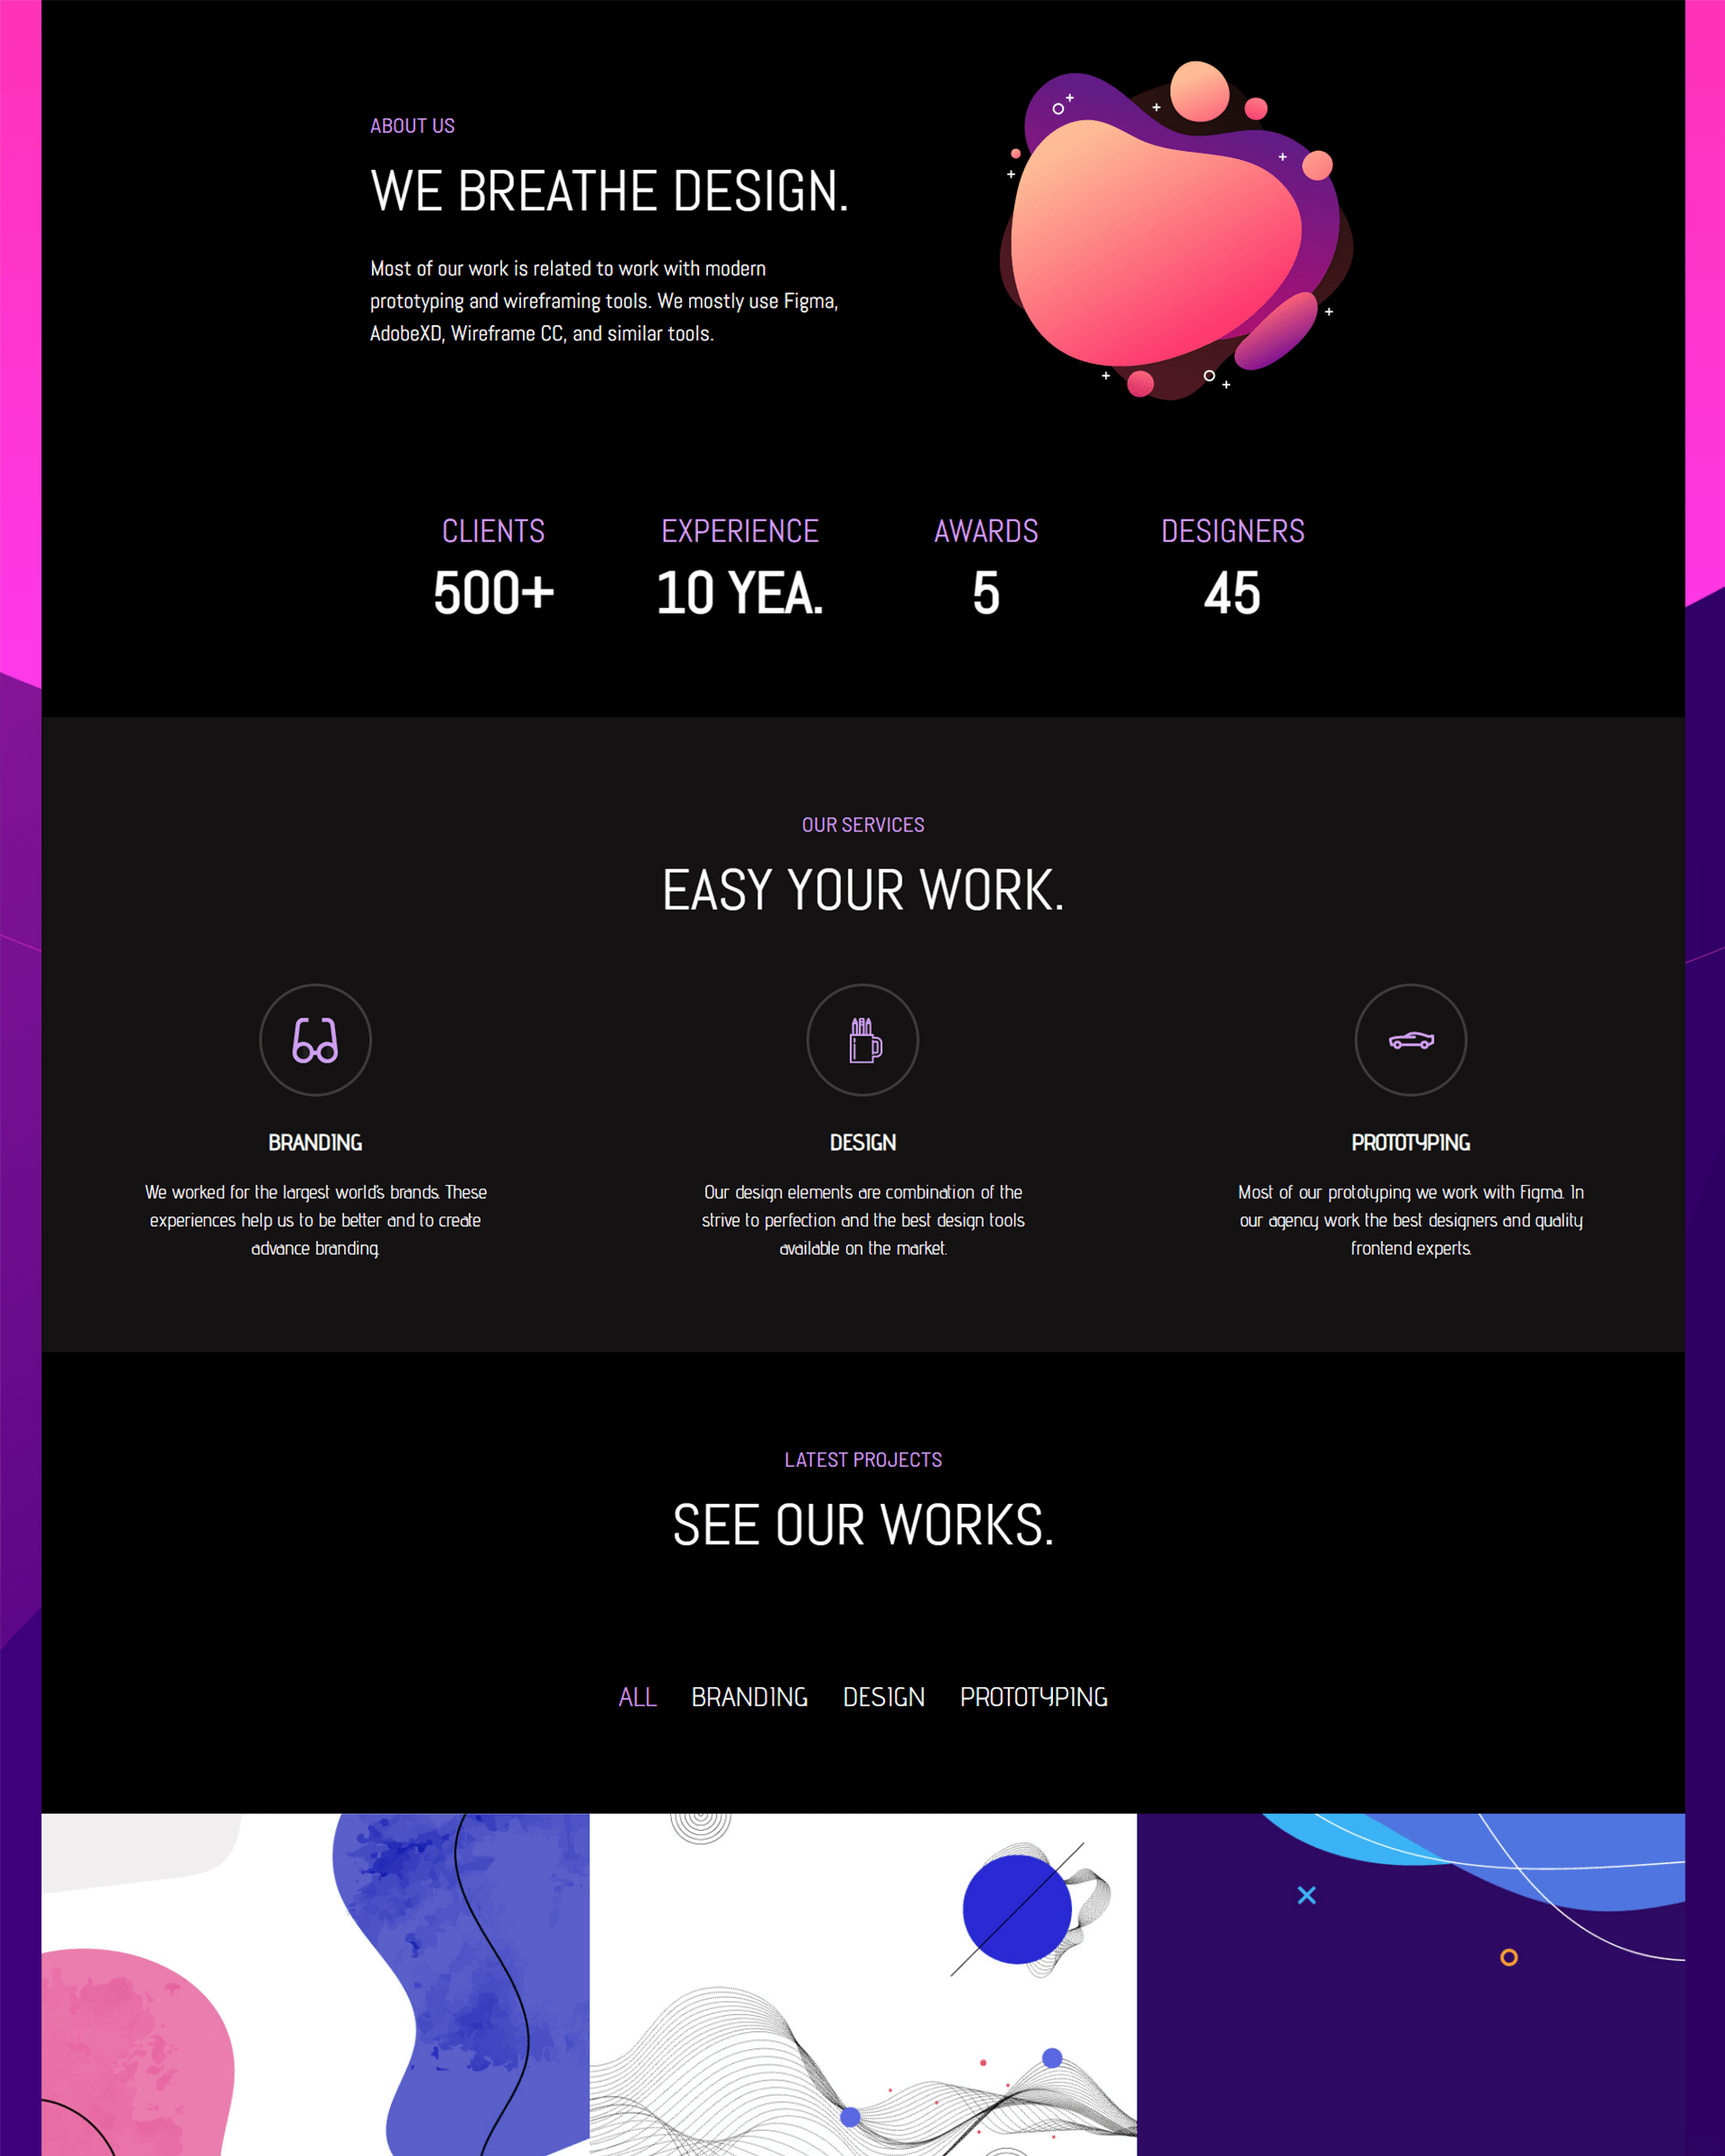 ABOUT US
WE BREATHE DESIGN.
Most of our work is related to work with modern
prototyping and wireframing tools. We mostly use Figma,
AdobeXD, Wireframe CC, and similar tools.
CLIENTS
500+
EXPERIENCE
10 YEA.
AWARDS
5
DESIGNERS
45
OUR SERVICES
EASY YOUR WORK.
BRANDING
We worked for the largest world's brands. These
experiences help us to be better and to create
advance branding.
DESIGN
Our design elements are combination of the
strive to perfection and the best design tools
available on the market.
PROTOTYPING
Most of our prototyping we work with Figma. In
our agency work the best designers and quality
frontend experts.
LATEST PROJECTS
SEE OUR WORKS.
ALL BRANDING DESIGN PROTOTYPING